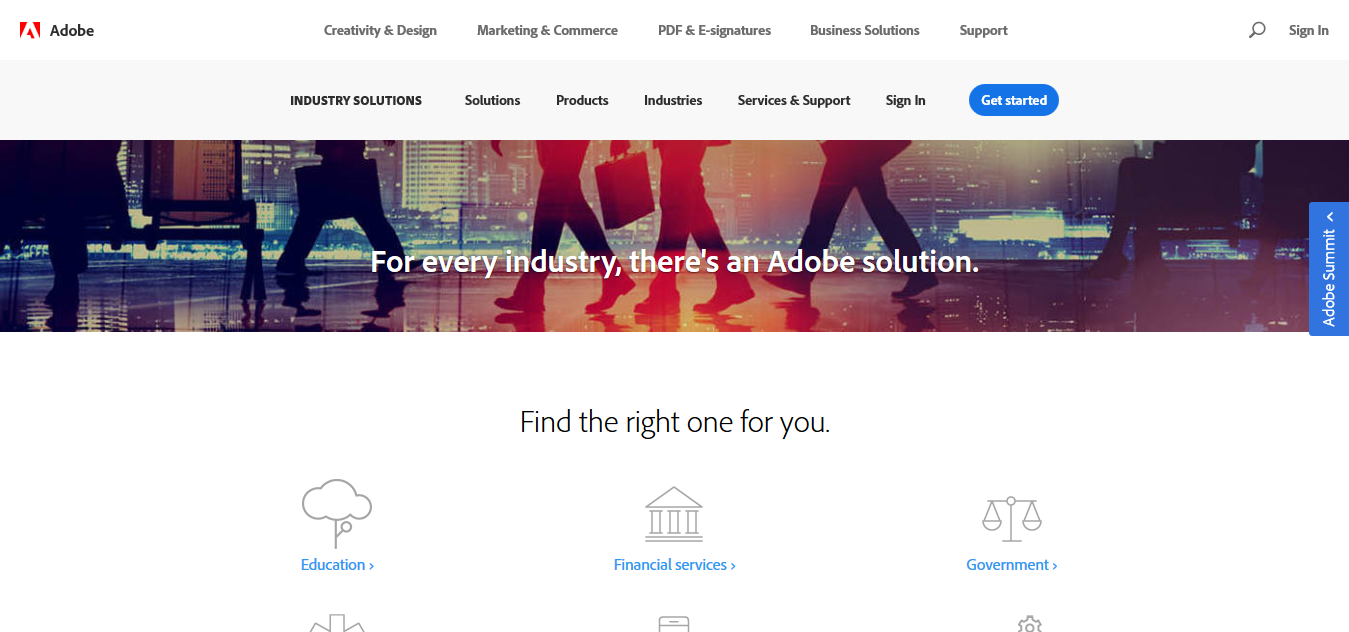 Adobe
Creativity & Design
Marketing & Commerce
PDF & E-signatures
Business Solutions
Support
Sign In
INDUSTRY SOLUTIONS
Solutions
Products
Industries
Services & Support
Sign In
Get started
For every industry, there's an Adobe solution.
Adobe Summit
Find the right one for you.
Education ›
Financial services ›
Government ›